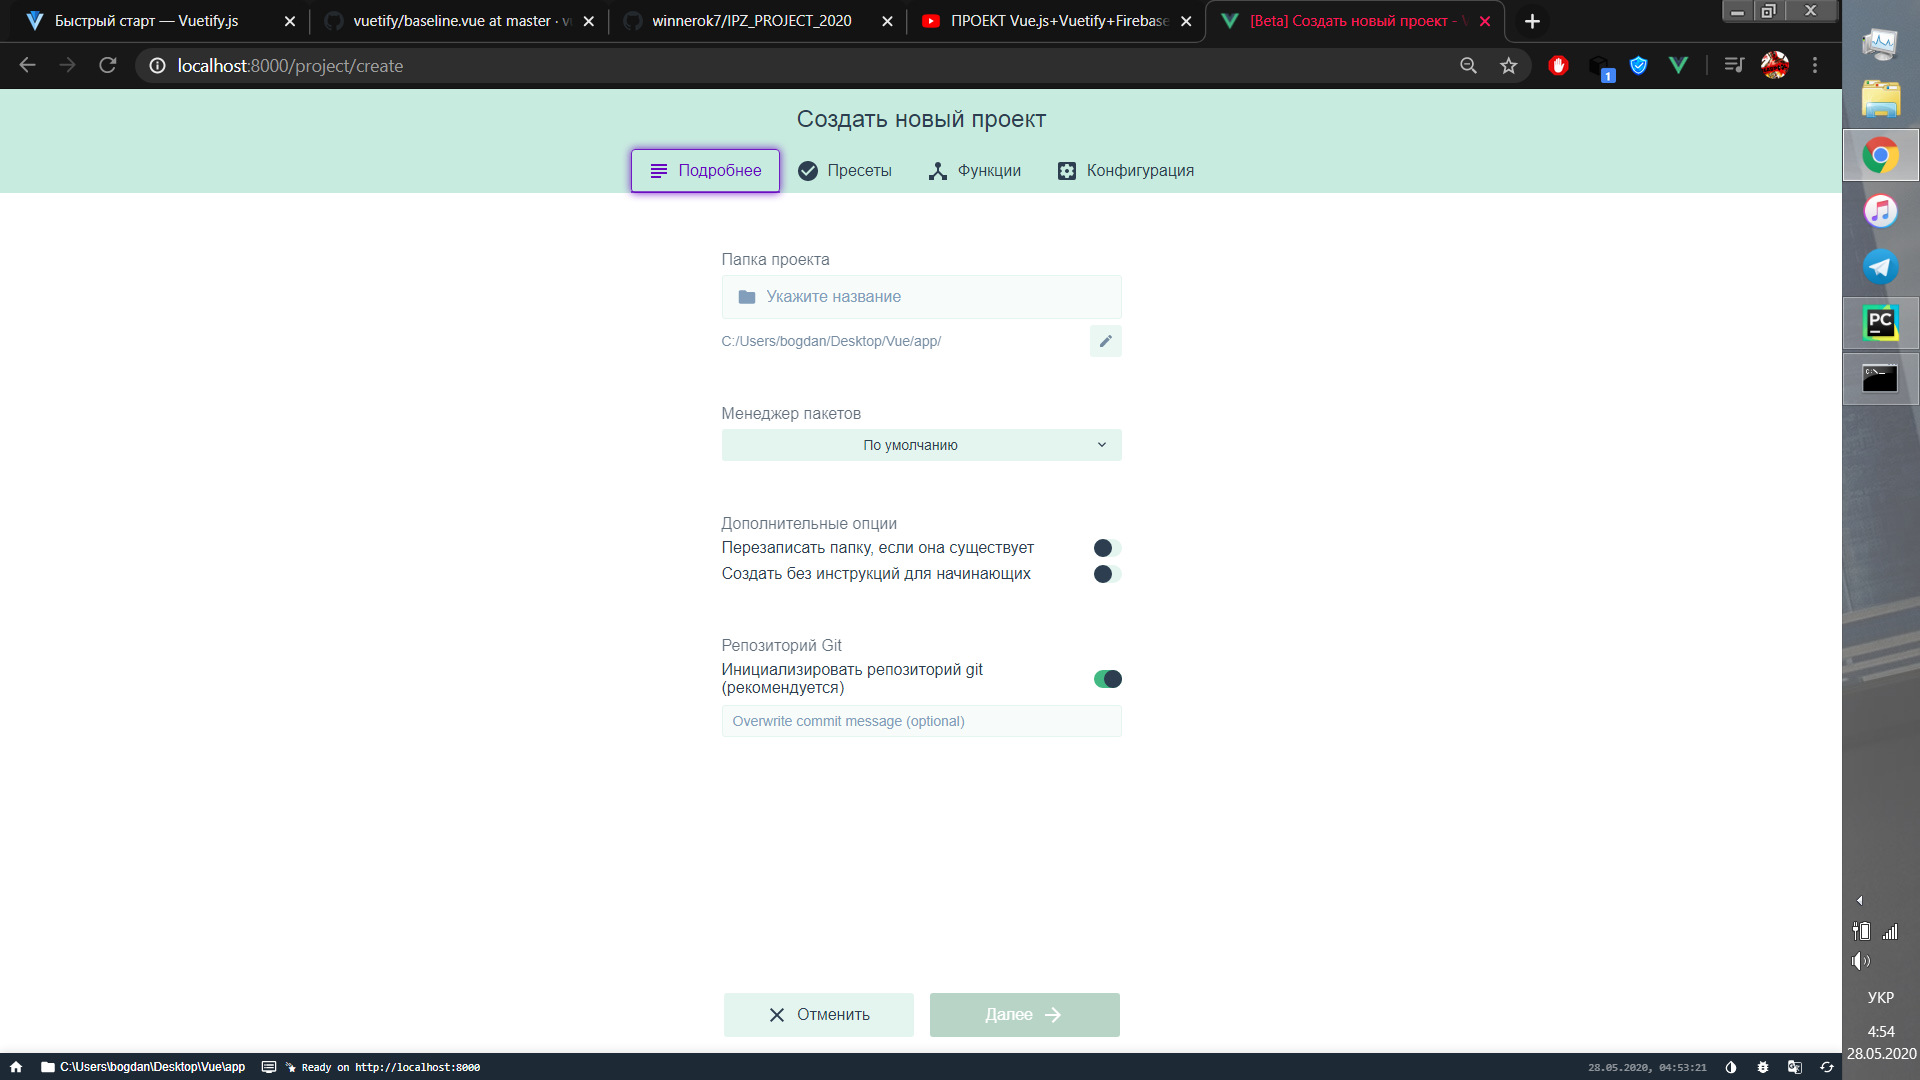 Быстрый старт — Vuetify.js
vuetify/baseline.vue at master · vu
winnerok7/IPZ_PROJECT_2020
ПРОЕКТ Vue.js+Vuetify+Firebase
[Beta] Создать новый проект -
localhost:8000/project/create
1
Создать новый проект
Подробнее
Пресеты
Функции
Конфигурация
Папка проекта
Укажите название
C:/Users/bogdan/Desktop/Vue/app/
Менеджер пакетов
По умолчанию
Дополнительные опции
Перезаписать папку, если она существует
Создать без инструкций для начинающих
Репозиторий Git
Инициализировать репозиторий git
(рекомендуется)
Overwrite commit message (optional)
Отменить
Далее
C:\Users\bogdan\Desktop\Vue\app
Ready on http://localhost:8000
28.05.2020, 04:53:21
PC
C:\_
УКР
4:54
28.05.2020